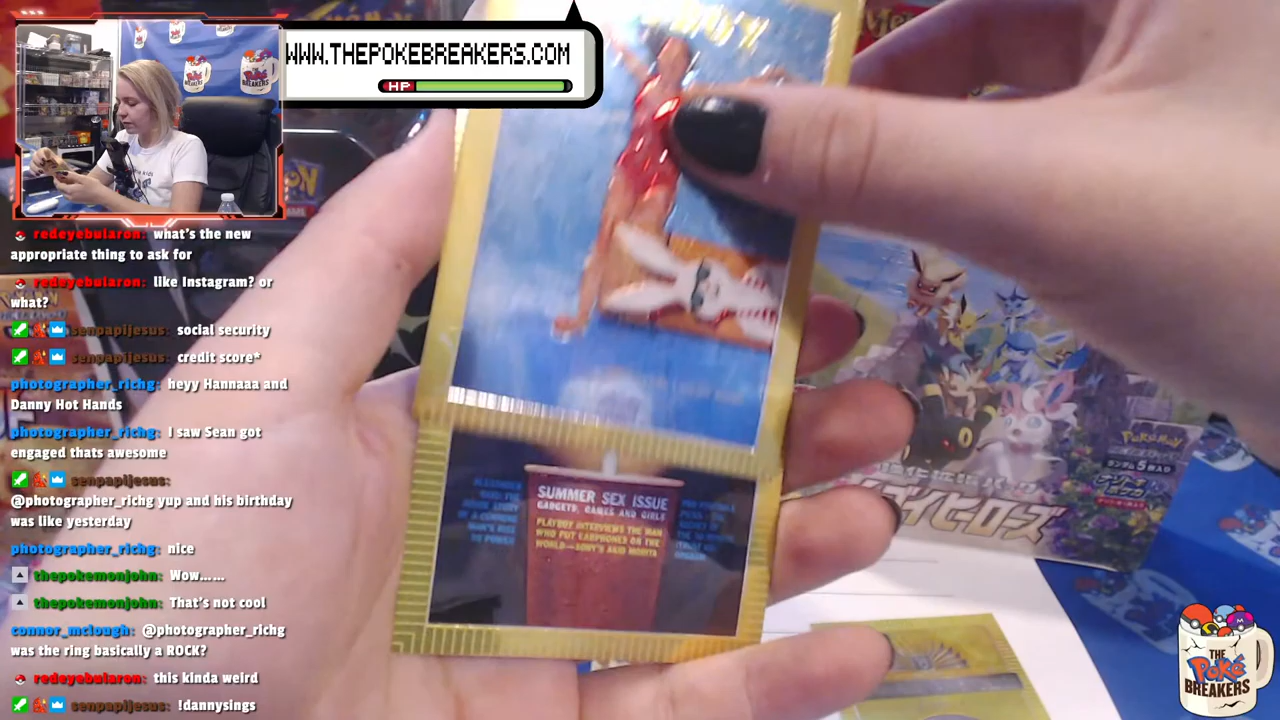 WWW.THEPOKEBREAKERS.COM
HP
redeyebularon: what's the new
appropriate thing to ask for
redeyebularon: like Instagram? or
what?
senpapijesus: social security
senpapijesus: credit score*
photographer_richg: heyy Hannaaa and
Danny Hot Hands
photographer_richg: I saw Sean got
engaged thats awesome
senpapijesus:
@photographer_richg yup and his birthday
was like yesterday
photographer_richg: nice
thepokemonjohn: Wow......
thepokemonjohn: That's not cool
connor_mclough: @photographer_richg
was the ring basically a ROCK?
redeyebularon: this kinda weird
senpapijesus: !dannysings
SUMMER SEX ISSUE
GADGETS, GAMES AND GIRLS
PLAYBOY INTERVIEWS THE MAN
WHO PUT EARPHONES ON THE
WORLD—SONY'S AKIO MORITA
POKÉMON
THE
POKÉ
BREAKERS